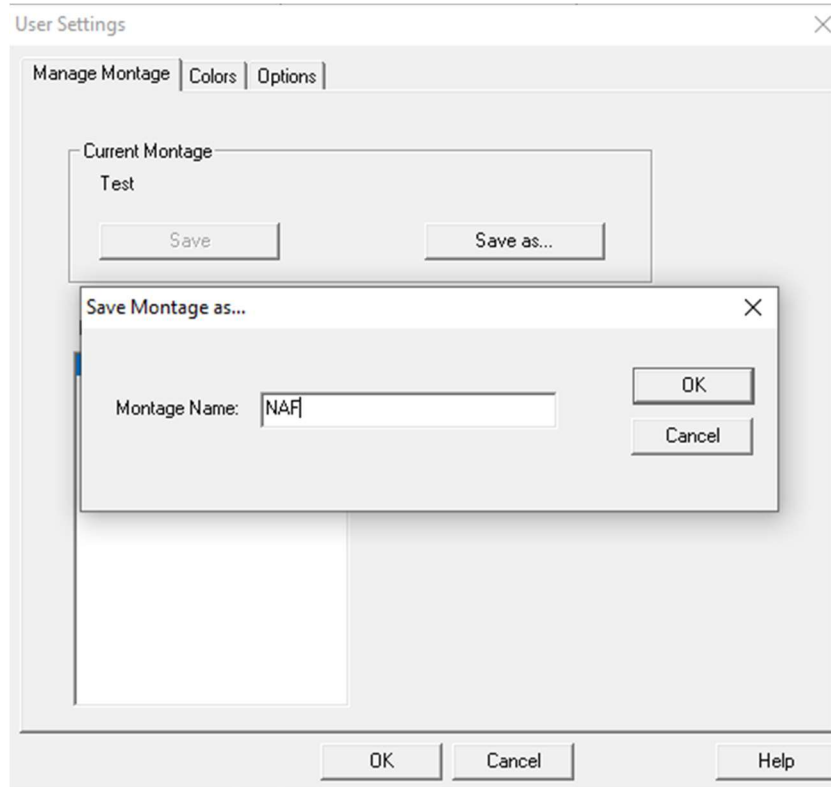 User Settings
Manage Montage Colors Options
Current Montage
Test
Save Save as...
Save Montage as...
OK
Montage Name: NAF
Cancel
OK Cancel Help